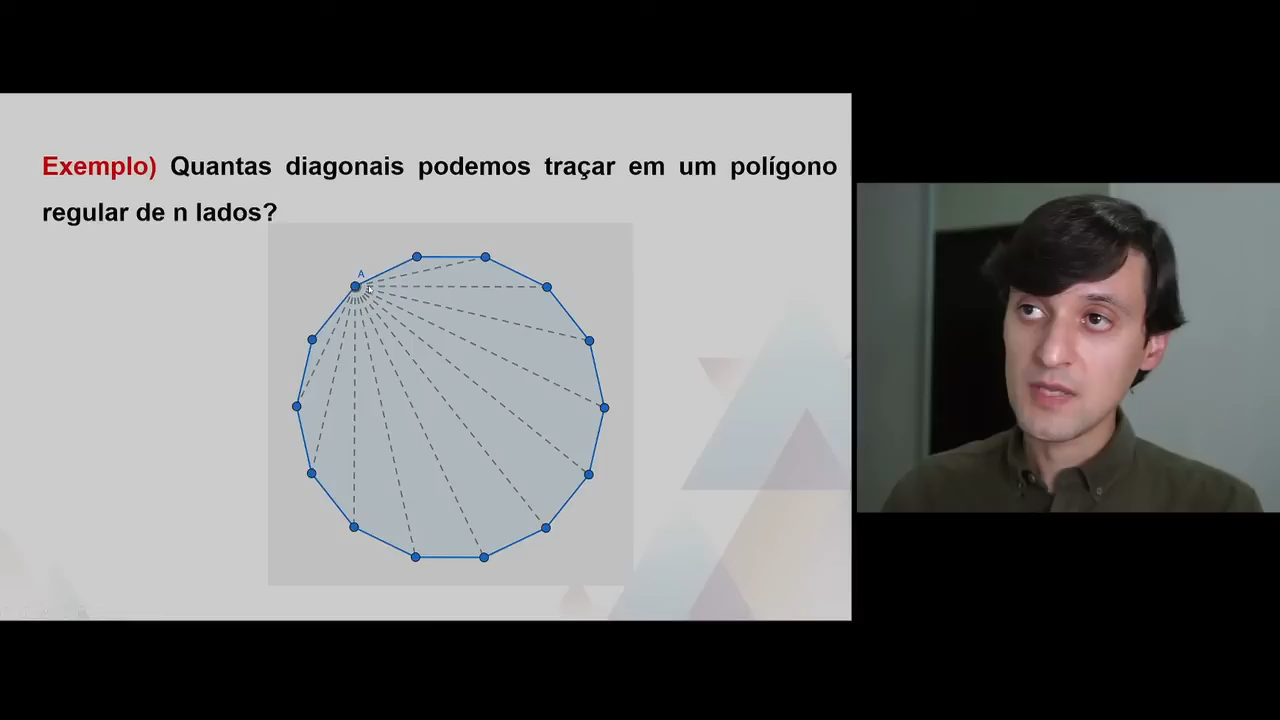 Exemplo) Quantas diagonais podemos traçar em um polígono
regular de n lados?
A